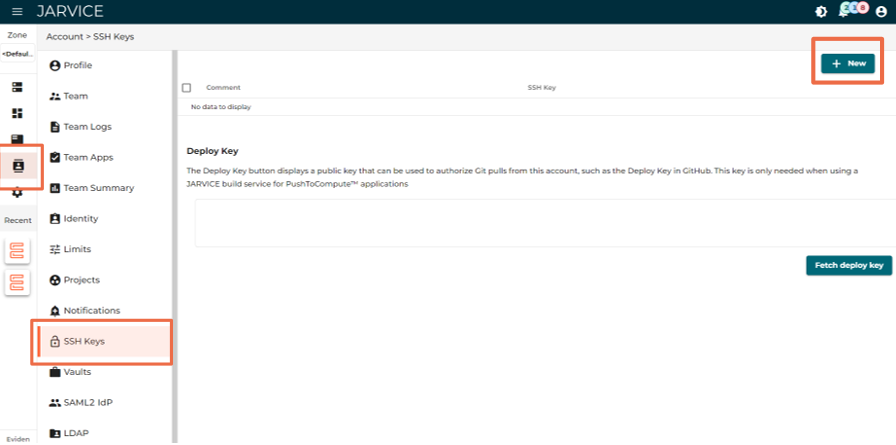 JARVICE
2 1 8
Zone
<Defaul..
Recent
Eviden
Account > SSH Keys
Profile
Team
Team Logs
Team Apps
Team Summary
Identity
Limits
Projects
Notifications
SSH Keys
Vaults
SAML2 IdP
LDAP
+ New
Comment SSH Key
No data to display
Deploy Key
The Deploy Key button displays a public key that can be used to authorize Git pulls from this account, such as the Deploy Key in GitHub. This key is only needed when using a
JARVICE build service for PushToCompute™ applications
Fetch deploy key